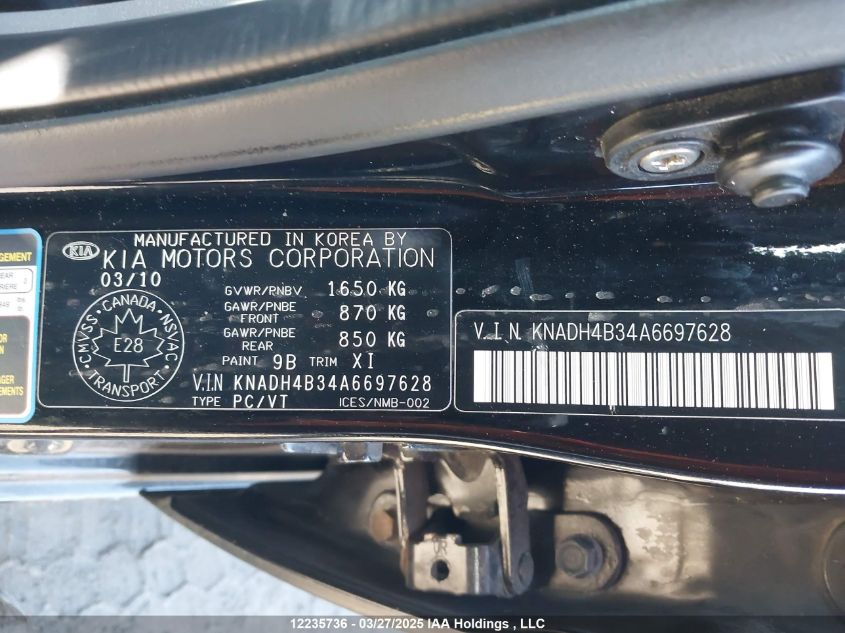 AGEMENT
KIA
MANUFACTURED IN KOREA BY
KIA MOTORS CORPORATION
03/10
GVWR/PNBV 1650 KG
GAWR/PNBE FRONT 870 KG
GAWR/PNBE REAR 850 KG
PAINT 9B TRIM XI
V.I.N KNADH4B34A6697628
TYPE PC/VT ICES/NMB-002
CANADA
CMVSS NSVAC
E28
TRANSPORT
V.I.N KNADH4B34A6697628
12235736 - 03/27/2025 IAA Holdings , LLC